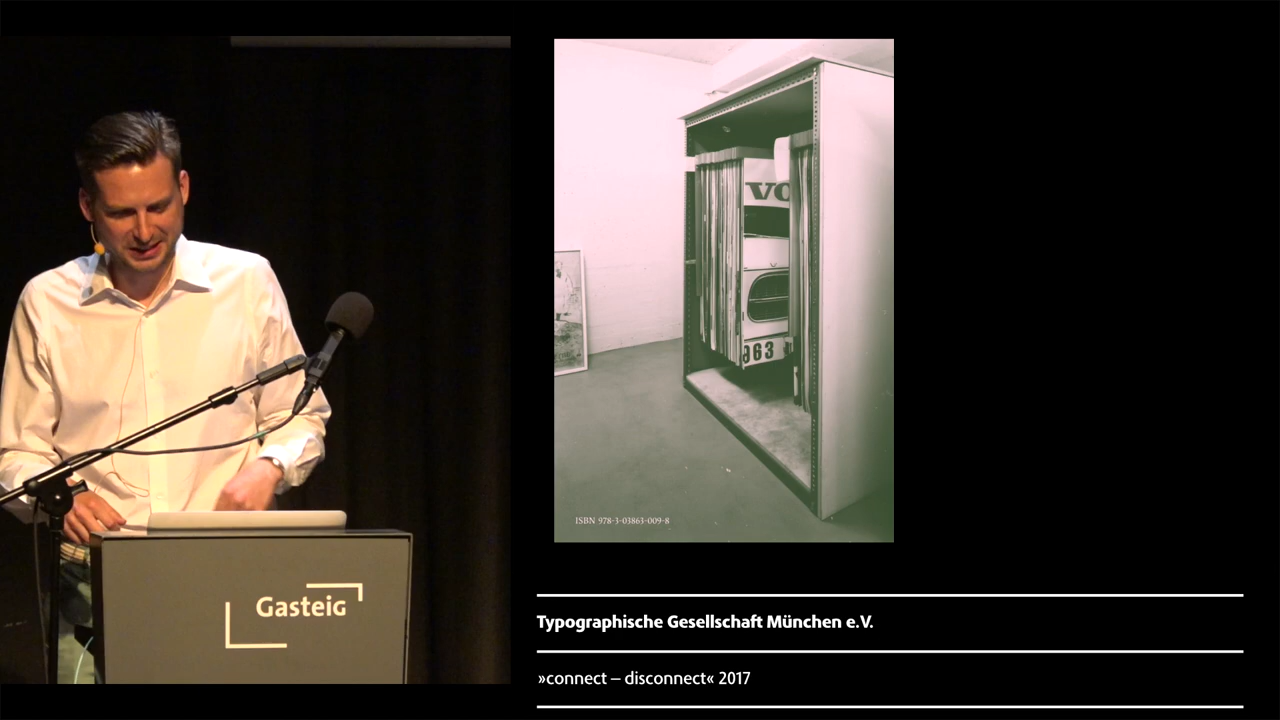 Gasteig
VO
963
ISBN 978-3-03863-009-8
Typographische Gesellschaft München e.V.
»connect – disconnect« 2017